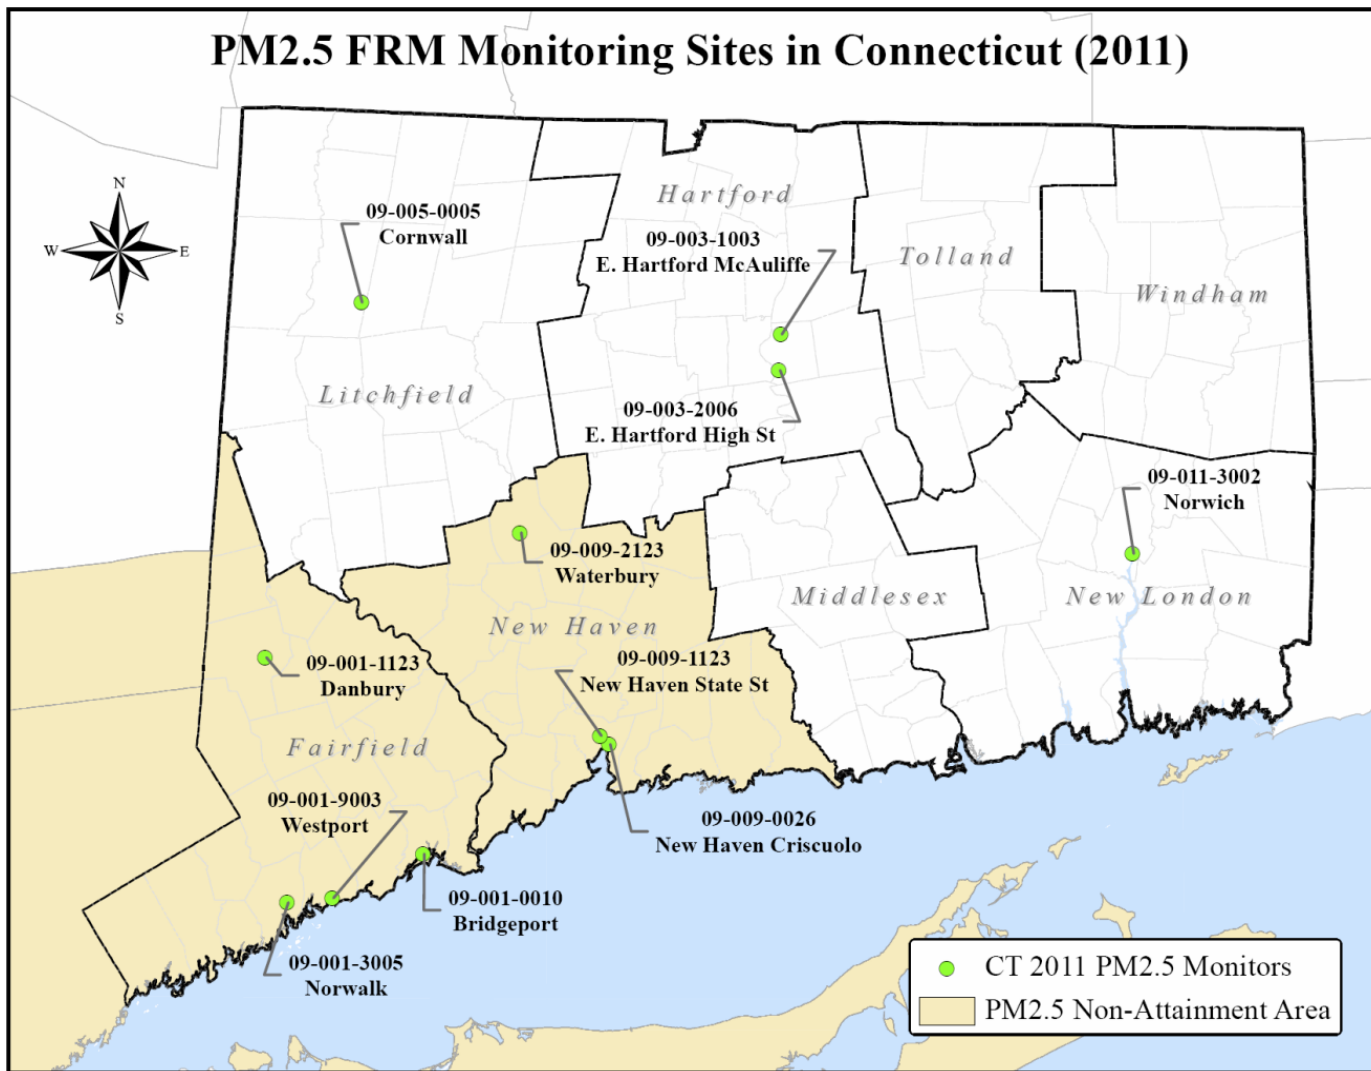 PM2.5 FRM Monitoring Sites in Connecticut (2011)
N
W
E
S
09-005-0005
Cornwall
Hartford
09-003-1003
E. Hartford McAuliffe
Tolland
Windham
Litchfield
09-003-2006
E. Hartford High St
09-011-3002
Norwich
09-009-2123
Waterbury
Middlesex
New London
New Haven
09-001-1123
Danbury
09-009-1123
New Haven State St
Fairfield
09-001-9003
Westport
09-009-0026
New Haven Criscuolo
09-001-0010
Bridgeport
09-001-3005
Norwalk
CT 2011 PM2.5 Monitors
PM2.5 Non-Attainment Area